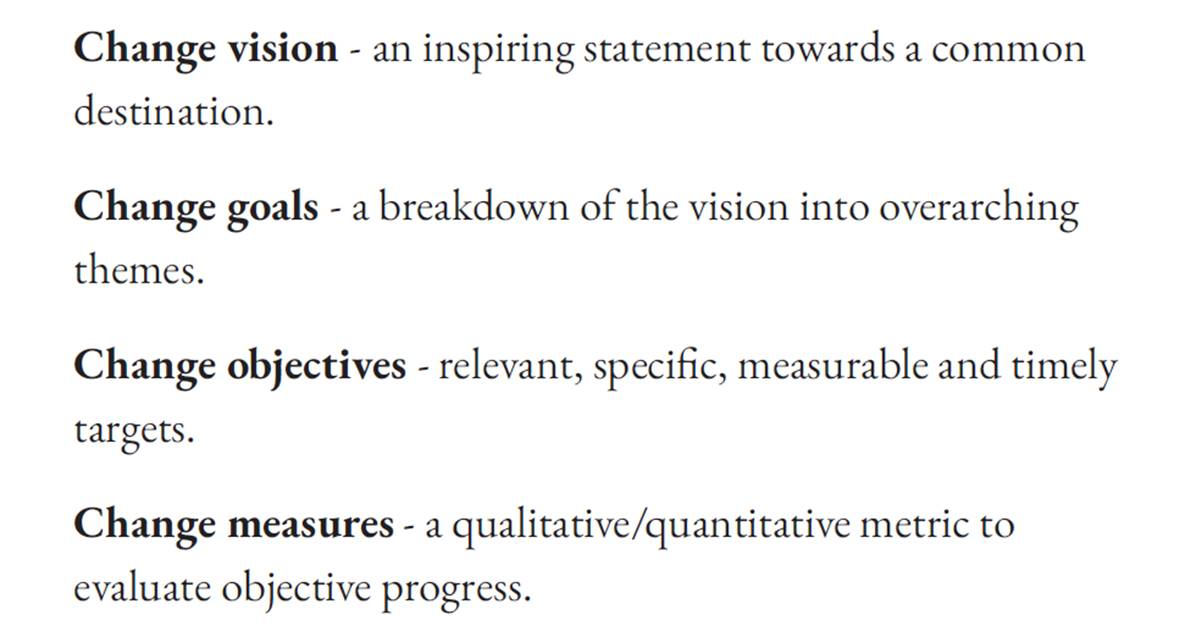 Change vision - an inspiring statement towards a common
destination.
Change goals - a breakdown of the vision into overarching
themes.
Change objectives - relevant, specific, measurable and timely
targets.
Change measures - a qualitative/quantitative metric to
evaluate objective progress.